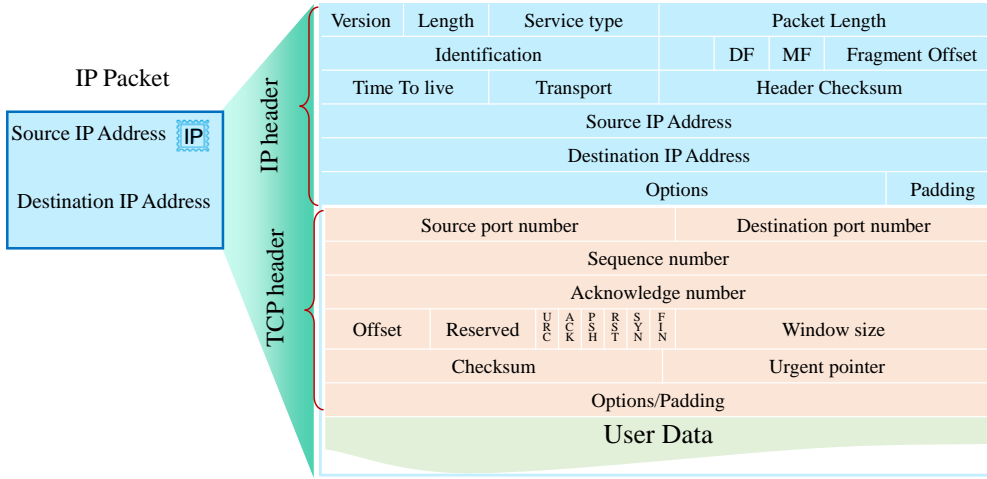 Version Length Service type Packet Length
Identification DF MF Fragment Offset
IP Packet
Time To live Transport Header Checksum
Source IP Address IP
Source IP Address
IP header
Destination IP Address
Destination IP Address
Options Padding
Source port number Destination port number
Sequence number
TCP header
Acknowledge number
Offset Reserved URC ACK PSH RST SYN FIN Window size
Checksum Urgent pointer
Options/Padding
User Data